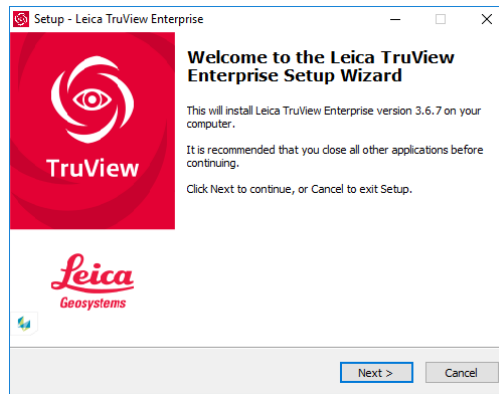 Setup - Leica TruView Enterprise
Welcome to the Leica TruView
Enterprise Setup Wizard
This will install Leica TruView Enterprise version 3.6.7 on your
computer.
It is recommended that you close all other applications before
continuing.
Click Next to continue, or Cancel to exit Setup.
TruView
Leica
Geosystems
Next >
Cancel